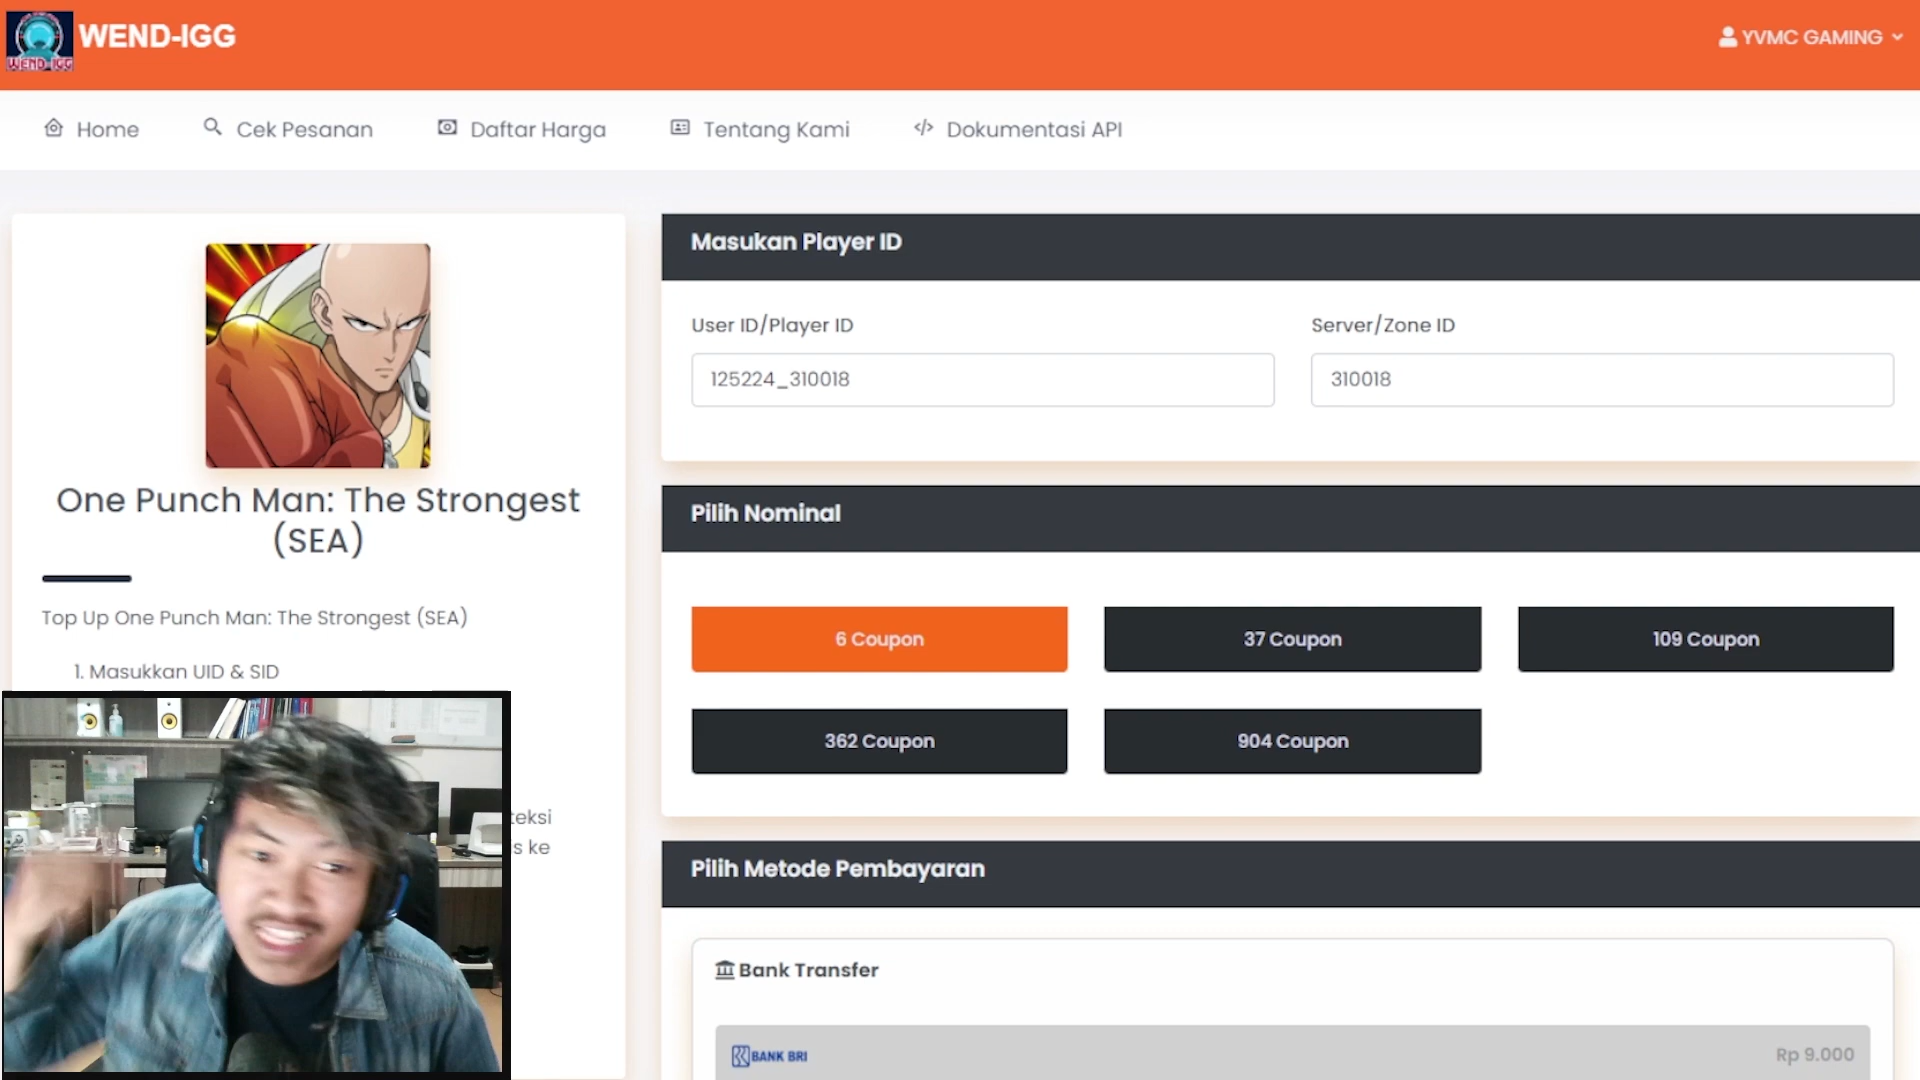 WEND-IGG
WEND-IGG
YVMC GAMING
Home
Cek Pesanan
Daftar Harga
Tentang Kami
Dokumentasi API
One Punch Man: The Strongest
(SEA)
Top Up One Punch Man: The Strongest (SEA)
1. Masukkan UID & SID
teksi
s ke
Masukan Player ID
User ID/Player ID
Server/Zone ID
125224_310018
310018
Pilih Nominal
6 Coupon
37 Coupon
109 Coupon
362 Coupon
904 Coupon
Pilih Metode Pembayaran
Bank Transfer
BANK BRI
Rp 9.000